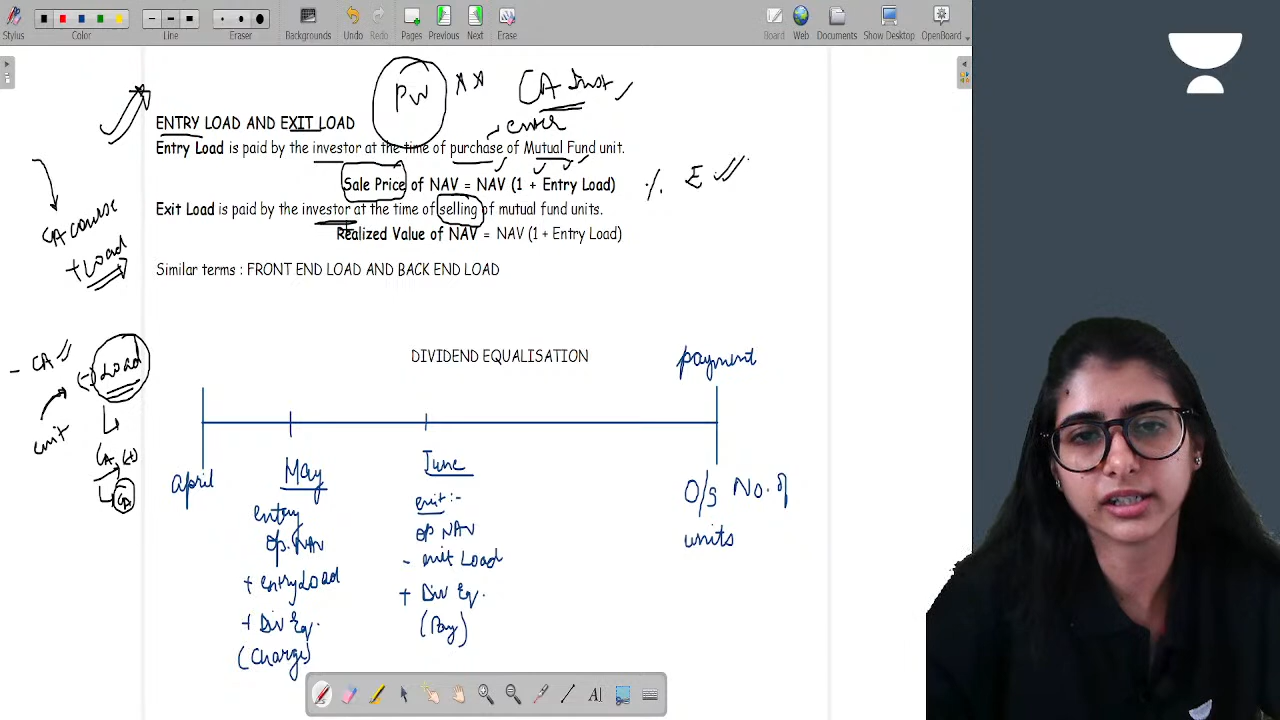 Stylus
Color
Line
Eraser
Backgrounds
Undo
Redo
Pages
Previous
Next
Erase
Board
Web
Documents
Show Desktop
OpenBoard
PW
CA Inst
enter
ENTRY LOAD AND EXIT LOAD
Entry Load is paid by the investor at the time of purchase of Mutual Fund unit.
Sale Price of NAV = NAV (1 + Entry Load)
% E
Exit Load is paid by the investor at the time of selling of mutual fund units.
Realized Value of NAV = NAV (1 + Entry Load)
Similar terms : FRONT END LOAD AND BACK END LOAD
CA course
+ Load
- CA
(-) Load
CA (+)
CA
DIVIDEND EQUALISATION
payment
April
May
entry
op. NAV
+ entry Load
+ Div Eq.
(Charge)
June
exit :-
op NAV
- exit Load
+ Div Eq.
(Pay)
O/s No. of
units